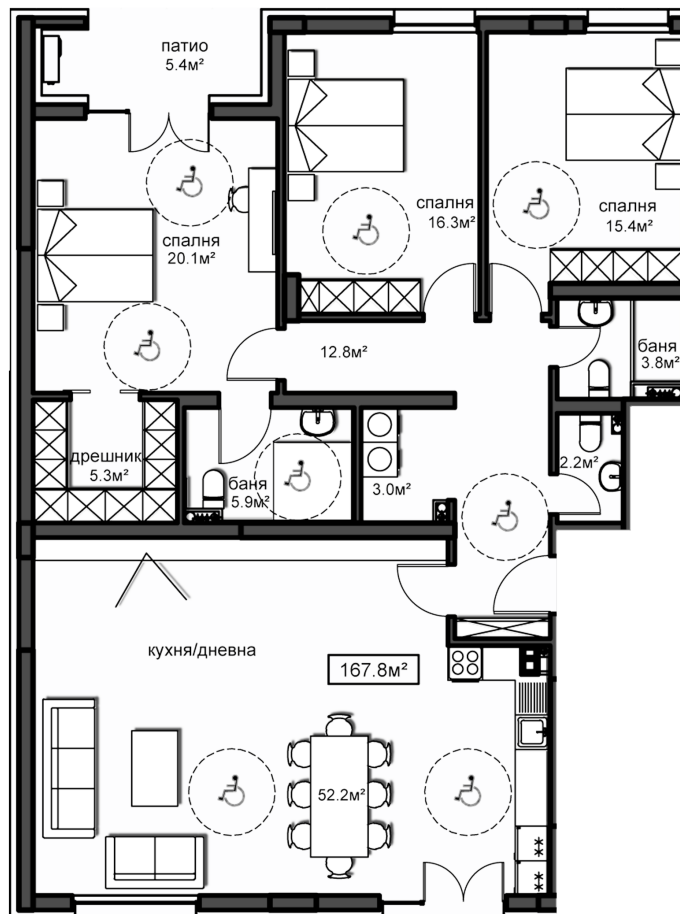 патио
5.4м²
спалня
16.3м²
спалня
15.4м²
спалня
20.1м²
12.8м²
баня
3.8м²
дрешник
5.3м²
баня
5.9м²
3.0м²
2.2м²
кухня/дневна
167.8м²
52.2м²